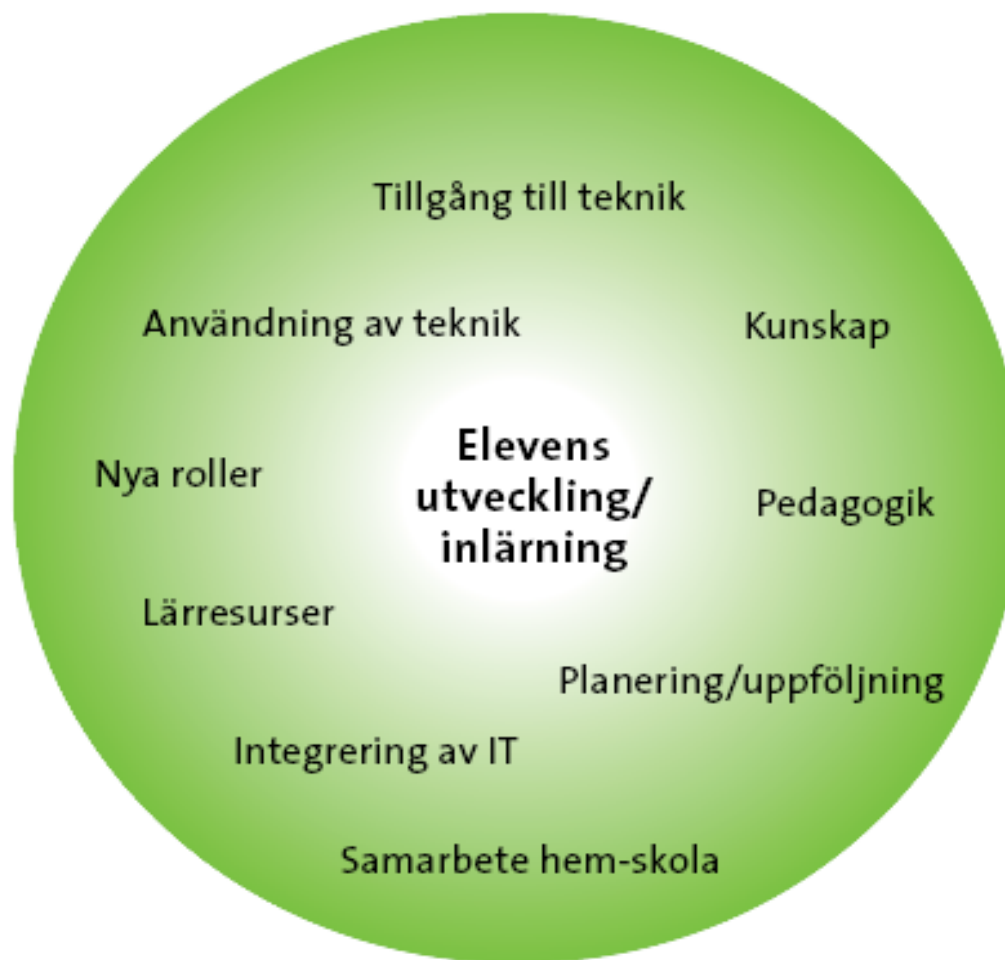 Tillgång till teknik
Användning av teknik
Kunskap
Elevens
utveckling/
inlärning
Nya roller
Pedagogik
Lärresurser
Planering/uppföljning
Integrering av IT
Samarbete hem-skola